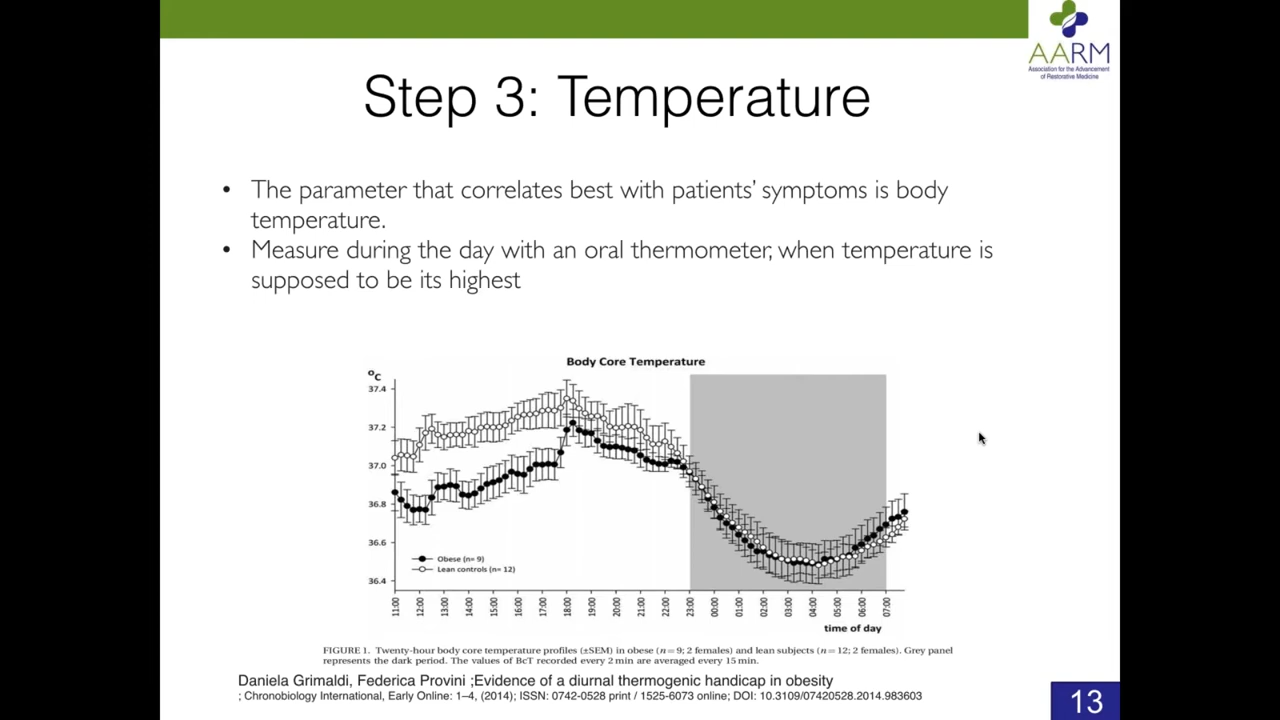 AARM
Association for the Advancement
of Restorative Medicine
Step 3: Temperature
• The parameter that correlates best with patients' symptoms is body
temperature.
• Measure during the day with an oral thermometer, when temperature is
supposed to be its highest
Body Core Temperature
°C
37.4
37.2
37.0
36.8
36.6
36.4
Obese (n= 9)
Lean controls (n= 12)
11:00 12:00 13:00 14:00 15:00 16:00 17:00 18:00 19:00 20:00 21:00 22:00 23:00 00:00 01:00 02:00 03:00 04:00 05:00 06:00 07:00
time of day
FIGURE 1. Twenty-hour body core temperature profiles (±SEM) in obese (n = 9; 2 females) and lean subjects (n = 12; 2 females). Grey panel
represents the dark period. The values of BcT recorded every 2 min are averaged every 15 min.
Daniela Grimaldi, Federica Provini ;Evidence of a diurnal thermogenic handicap in obesity
; Chronobiology International, Early Online: 1–4, (2014); ISSN: 0742-0528 print / 1525-6073 online; DOI: 10.3109/07420528.2014.983603
13